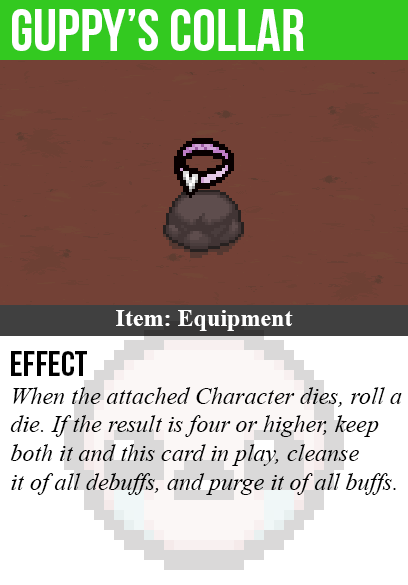 GUPPY'S COLLAR
Item: Equipment
EFFECT
When the attached Character dies, roll a
die. If the result is four or higher, keep
both it and this card in play, cleanse
it of all debuffs, and purge it of all buffs.